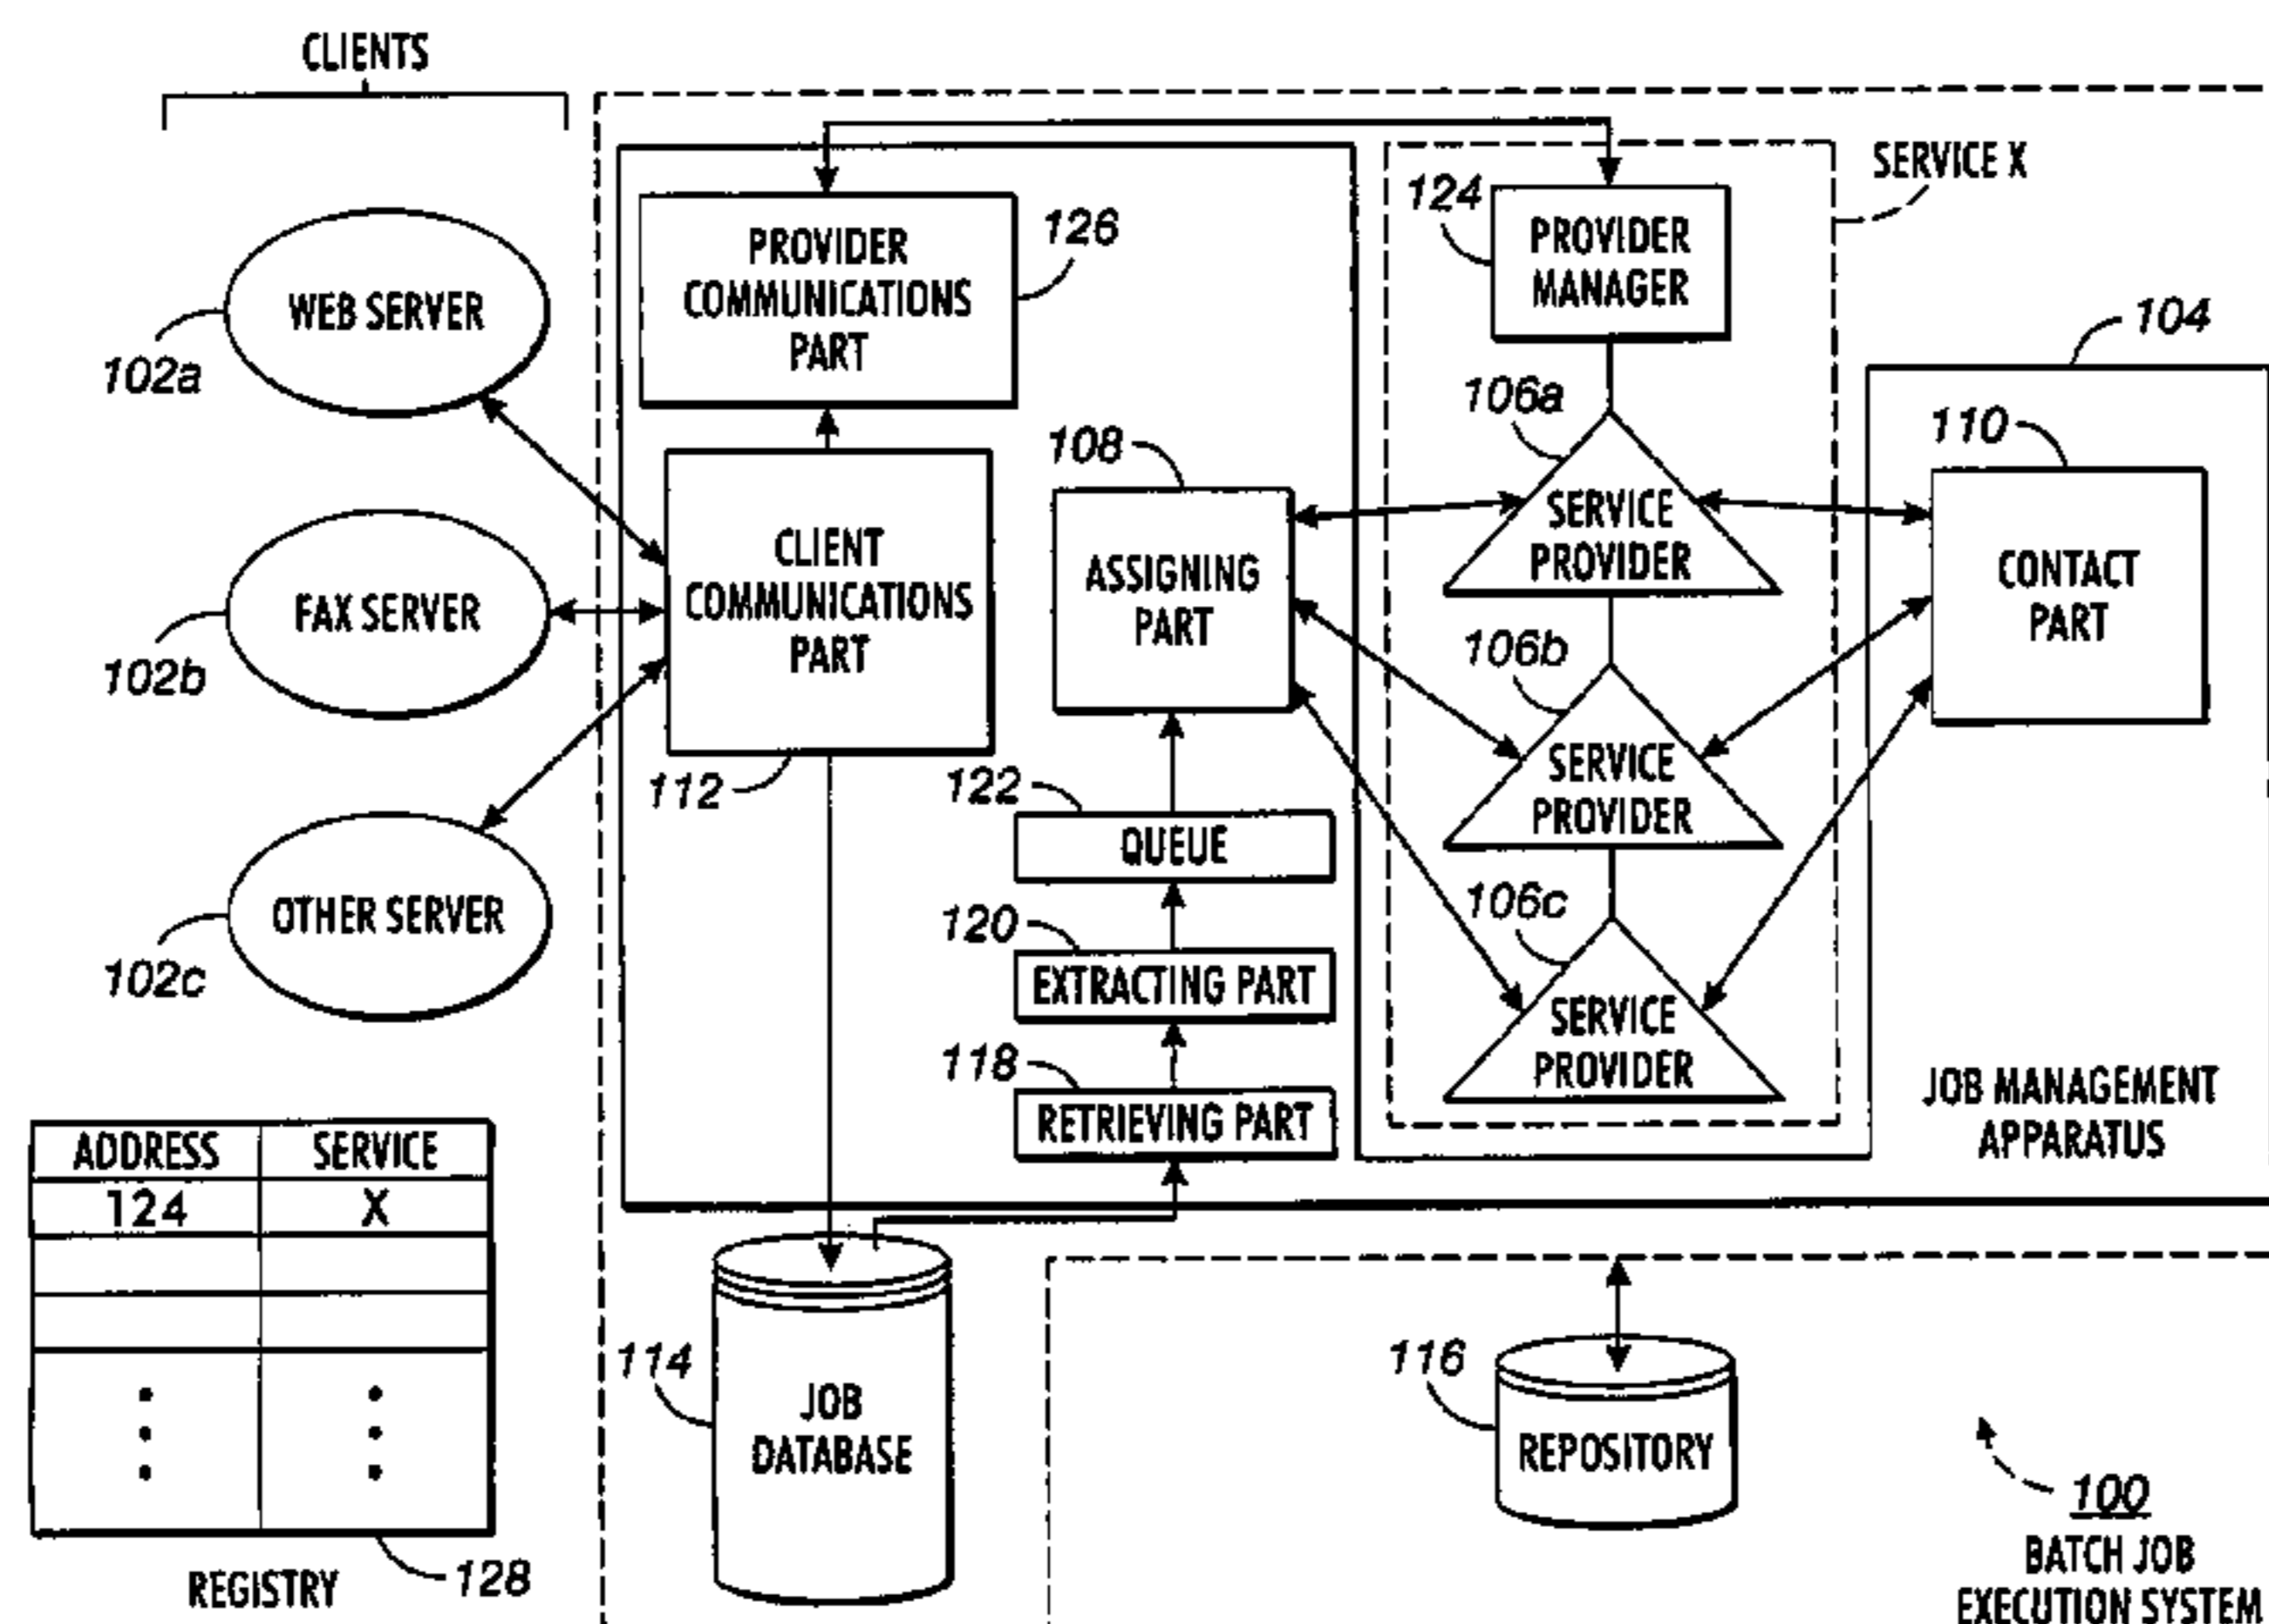 CLIENTS
SERVICE X
WEB SERVER
102a
FAX SERVER
102b
OTHER SERVER
102c
PROVIDER
COMMUNICATIONS
PART
126
CLIENT
COMMUNICATIONS
PART
112
108
ASSIGNING
PART
122
QUEUE
120
EXTRACTING PART
118
RETRIEVING PART
124
PROVIDER
MANAGER
106a
SERVICE
PROVIDER
106b
SERVICE
PROVIDER
106c
SERVICE
PROVIDER
104
110
CONTACT
PART
JOB MANAGEMENT
APPARATUS
ADDRESS SERVICE
124 X
REGISTRY
128
114
JOB
DATABASE
116
REPOSITORY
100
BATCH JOB
EXECUTION SYSTEM